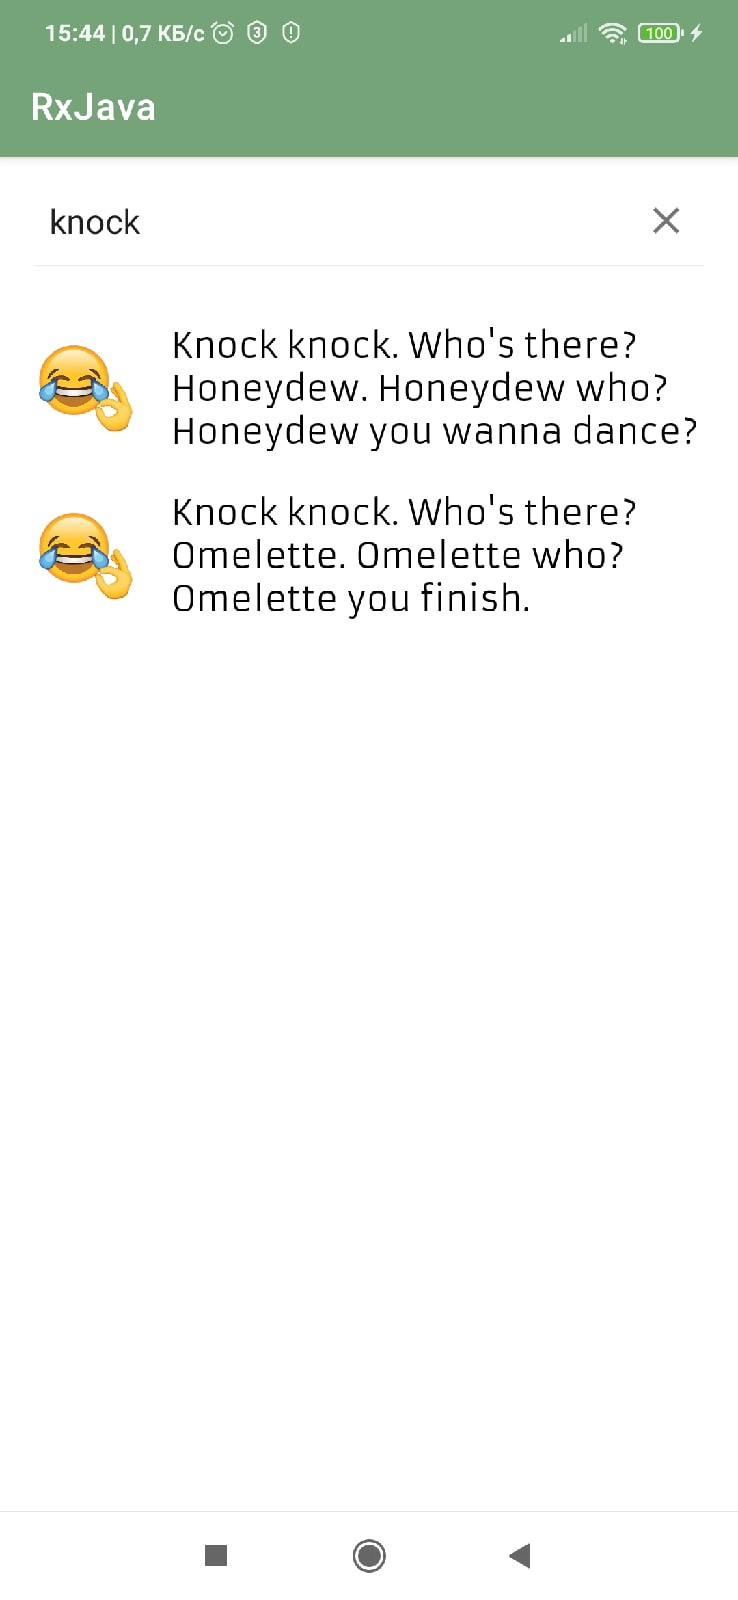 15:44 | 0,7 КБ/с 3 100
RxJava
knock
Knock knock. Who's there?
Honeydew. Honeydew who?
Honeydew you wanna dance?
Knock knock. Who's there?
Omelette. Omelette who?
Omelette you finish.